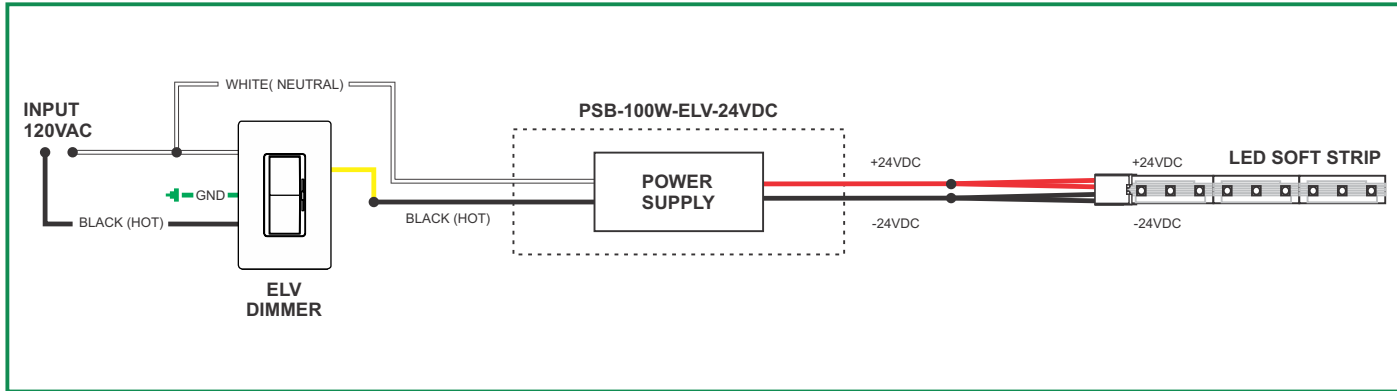 WHITE( NEUTRAL)
INPUT
120VAC
PSB-100W-ELV-24VDC
GND
BLACK (HOT)
BLACK (HOT)
ELV
DIMMER
POWER
SUPPLY
+24VDC
-24VDC
+24VDC
-24VDC
LED SOFT STRIP